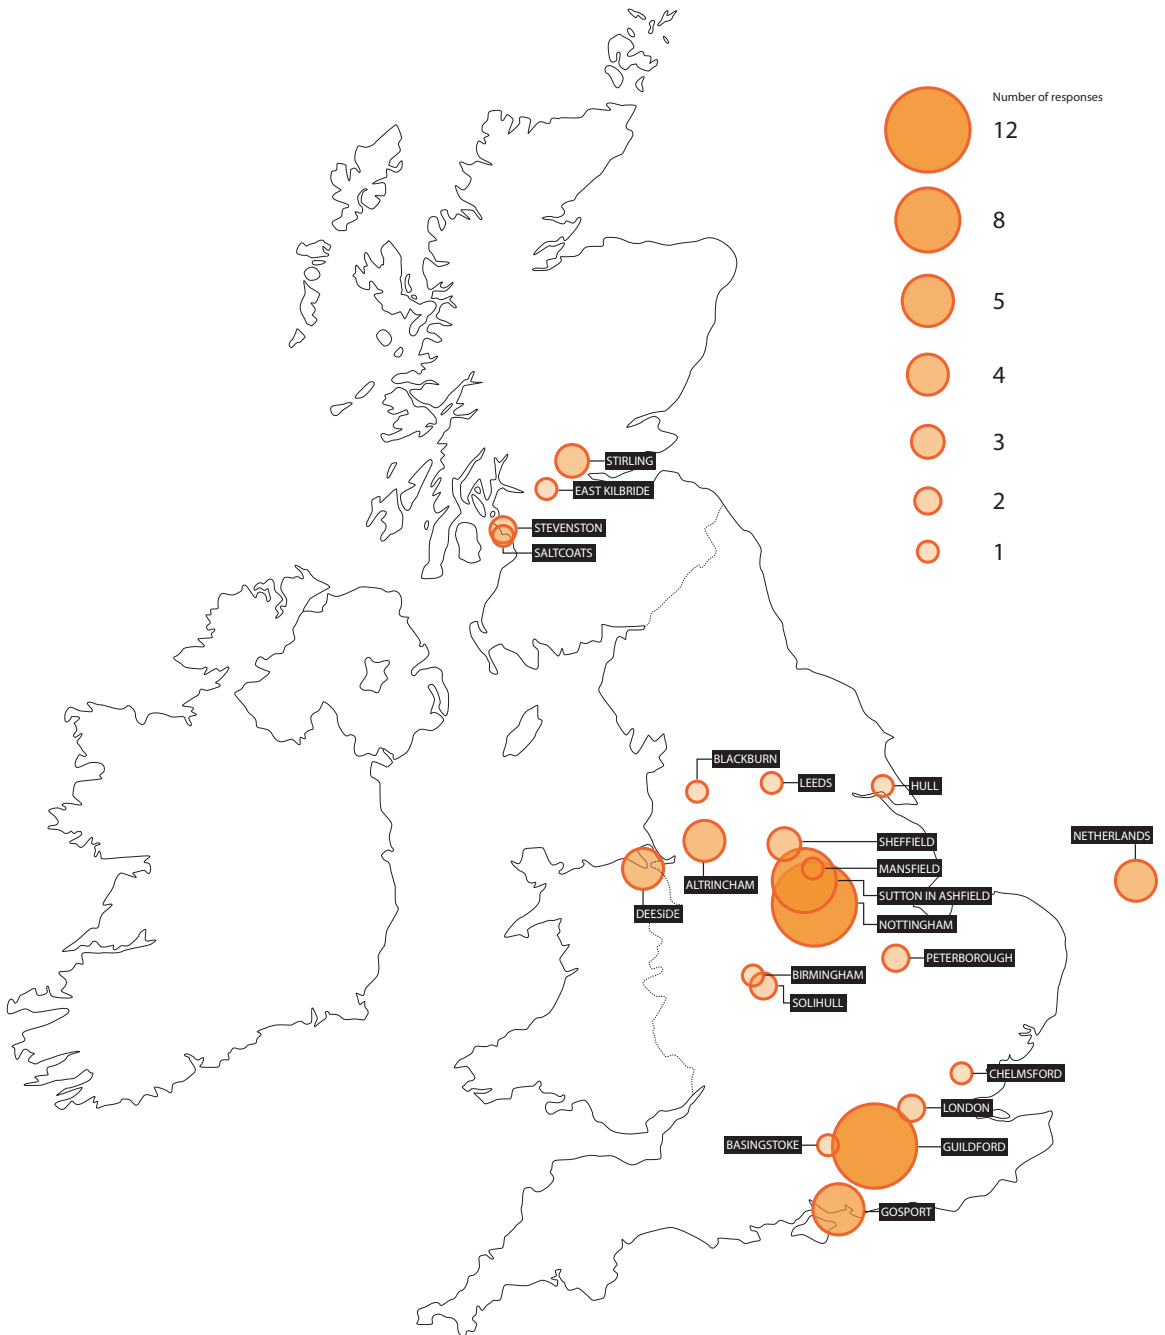 Number of responses
12
8
5
4
3
2
1
STIRLING
EAST KILBRIDE
STEVENSTON
SALTCOATS
BLACKBURN
LEEDS
HULL
NETHERLANDS
SHEFFIELD
MANSFIELD
ALTRINCHAM
SUTTON IN ASHFIELD
DEESIDE
NOTTINGHAM
PETERBOROUGH
BIRMINGHAM
SOLIHULL
CHELMSFORD
LONDON
BASINGSTOKE
GUILDFORD
GOSPORT